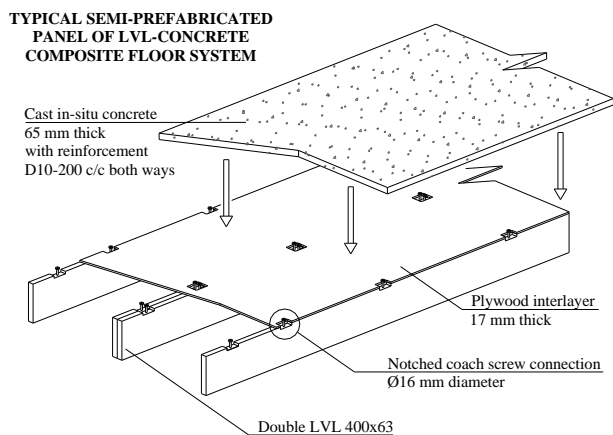 TYPICAL SEMI-PREFABRICATED
PANEL OF LVL-CONCRETE
COMPOSITE FLOOR SYSTEM
Cast in-situ concrete
65 mm thick
with reinforcement
D10-200 c/c both ways
Plywood interlayer
17 mm thick
Notched coach screw connection
Ø16 mm diameter
Double LVL 400x63